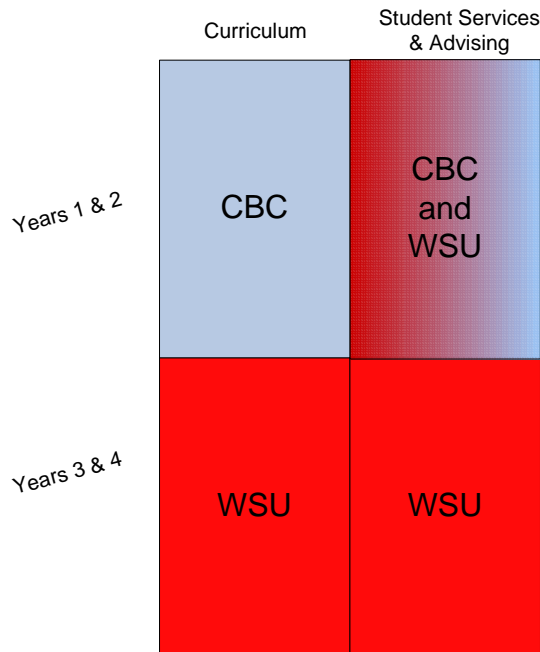 Curriculum
Student Services
& Advising
Years 1 & 2
CBC
CBC
and
WSU
Years 3 & 4
WSU
WSU